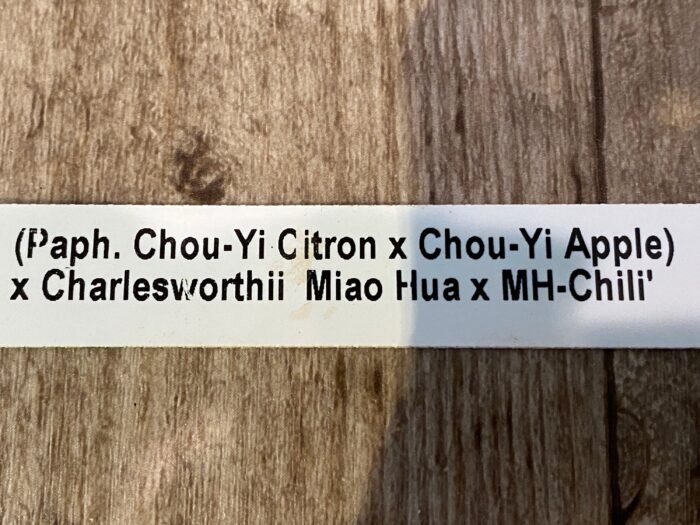 (Paph. Chou-Yi Citron x Chou-Yi Apple)
x Charlesworthii Miao Hua x MH-Chili'